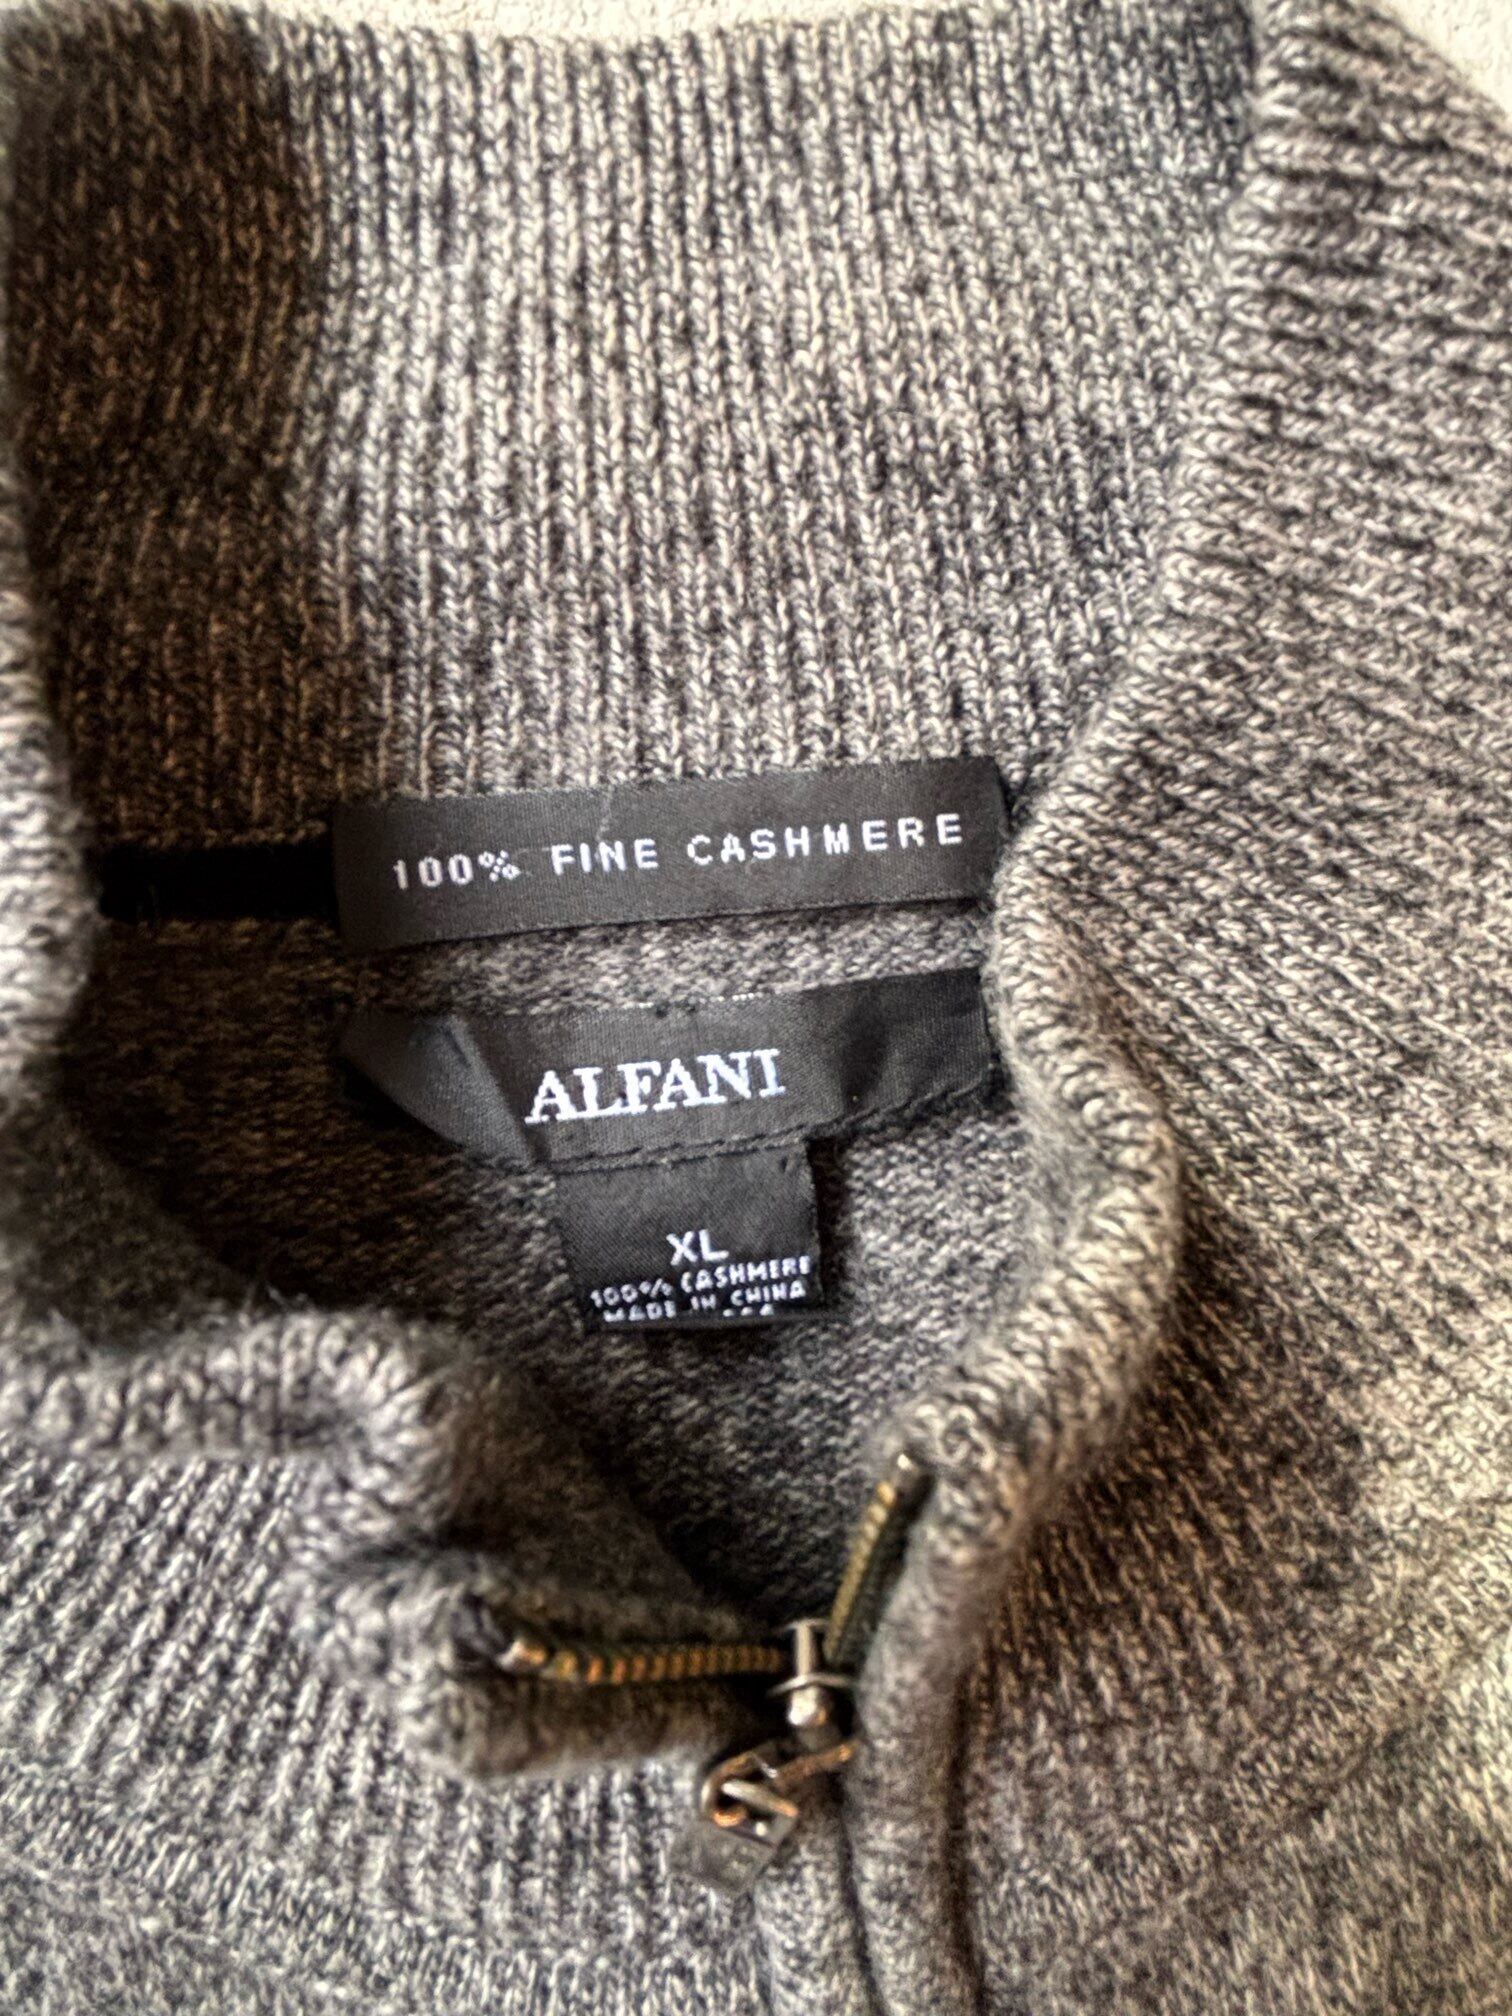 100% FINE CASHMERE
ALFANI
XL
100% CASHMERE
MADE IN CHINA